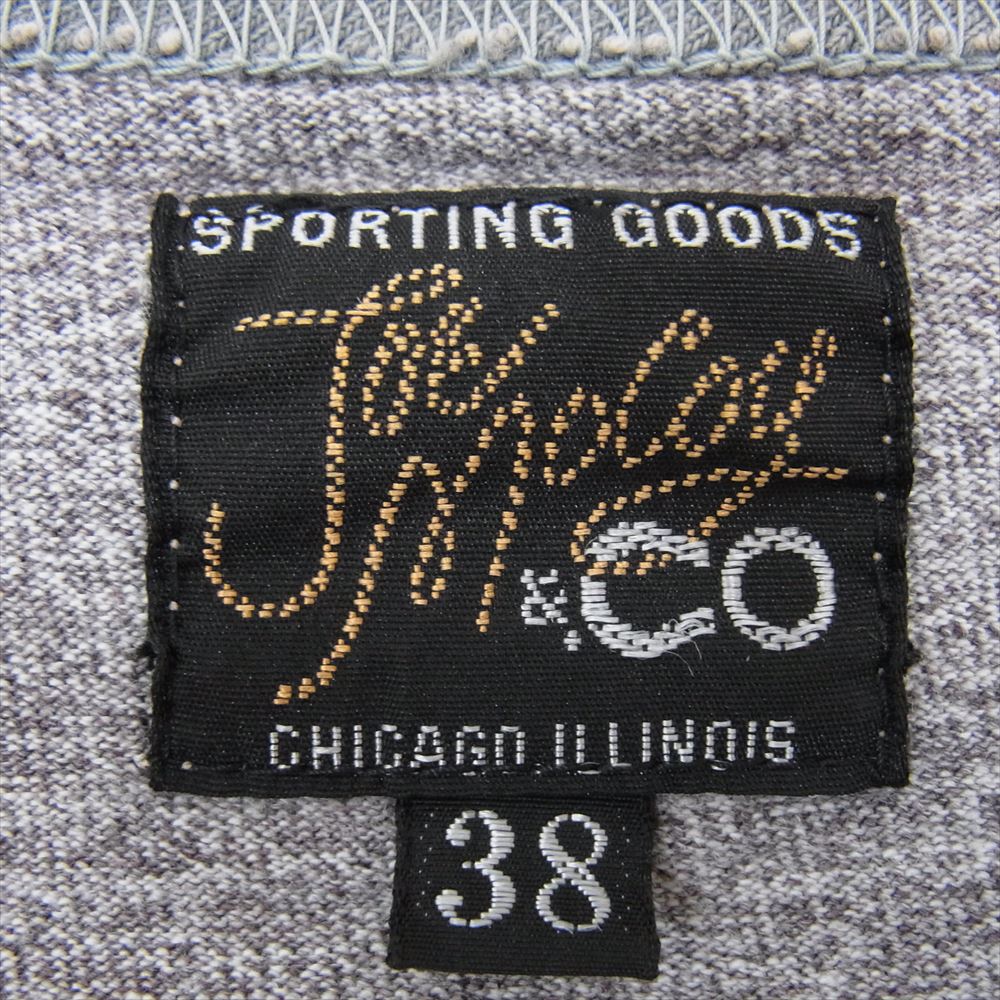 SPORTING GOODS
Joe McCoy
& CO
CHICAGO.ILLINOIS
38